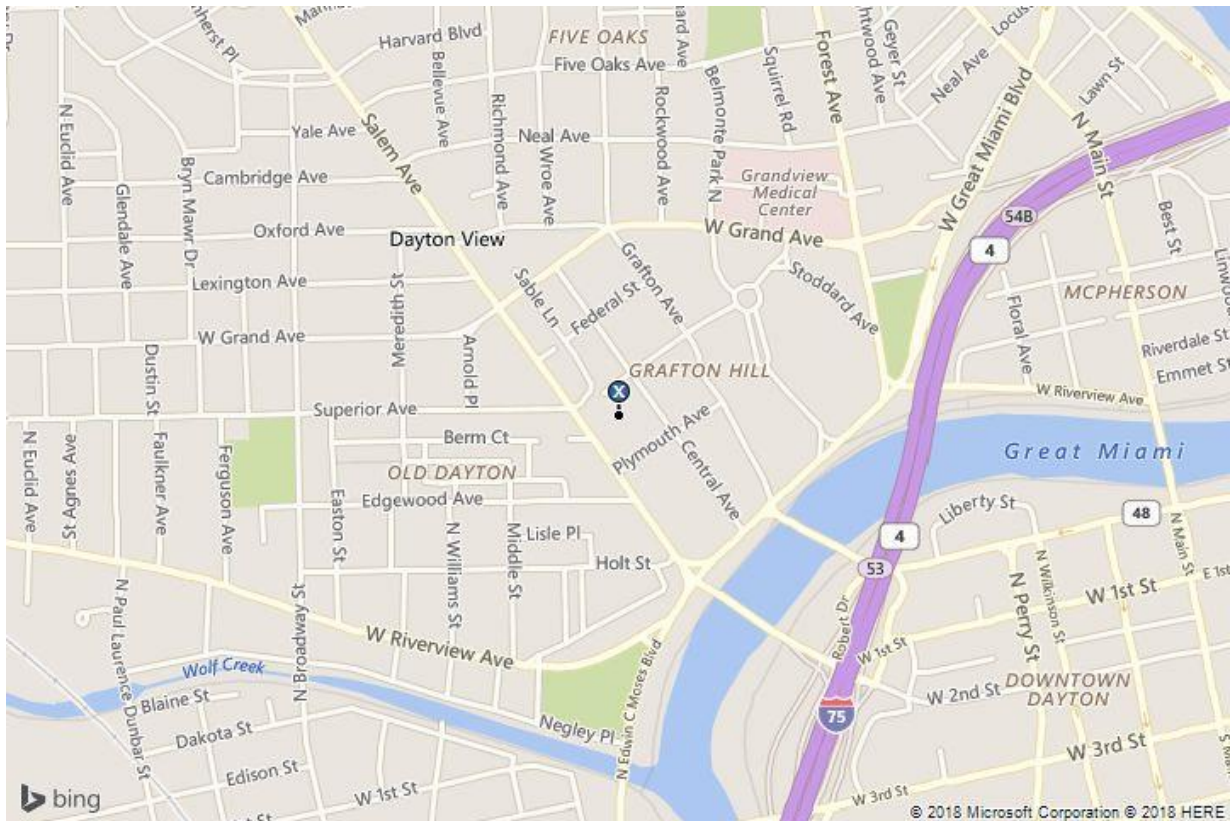 FIVE OAKS
Harvard Blvd
Five Oaks Ave
Bellevue Ave
Richmond Ave
Rockwood Ave
Belmonte Park N
Squirrel Rd
Forest Ave
Geyer St
Neal Ave
Lawn St
N Main St
W Great Miami Blvd
N Euclid Ave
Glendale Ave
Bryn Mawr Dr
Yale Ave
Salem Ave
Neal Ave
Wroe Ave
Cambridge Ave
Grandview
Medical
Center
Oxford Ave
Dayton View
W Grand Ave
54B
4
Best St
Lexington Ave
Meredith St
Sable Ln
Federal St
Grafton Ave
Stoddard Ave
MCPHERSON
Floral Ave
W Grand Ave
Arnold Pl
Dustin St
Riverdale St
Emmet St
GRAFTON HILL
X
W Riverview Ave
Superior Ave
N Euclid Ave
St Agnes Ave
Faulkner Ave
Ferguson Ave
Berm Ct
OLD DAYTON
Plymouth Ave
Central Ave
Great Miami
Edgewood Ave
Easton St
N Williams St
Middle St
Lisle Pl
Holt St
Liberty St
48
4
53
N Main St
N Wilkinson St
N Perry St
W 1st St
E 1st
N Paul Laurence Dunbar St
N Broadway St
W Riverview Ave
Robert Dr
W 1st St
Wolf Creek
Blaine St
N Edwin C Moses Blvd
W 2nd St
DOWNTOWN
DAYTON
Negley Pl
75
Dakota St
W 3rd St
Edison St
W 1st St
W 3rd St
bing
© 2018 Microsoft Corporation © 2018 HERE